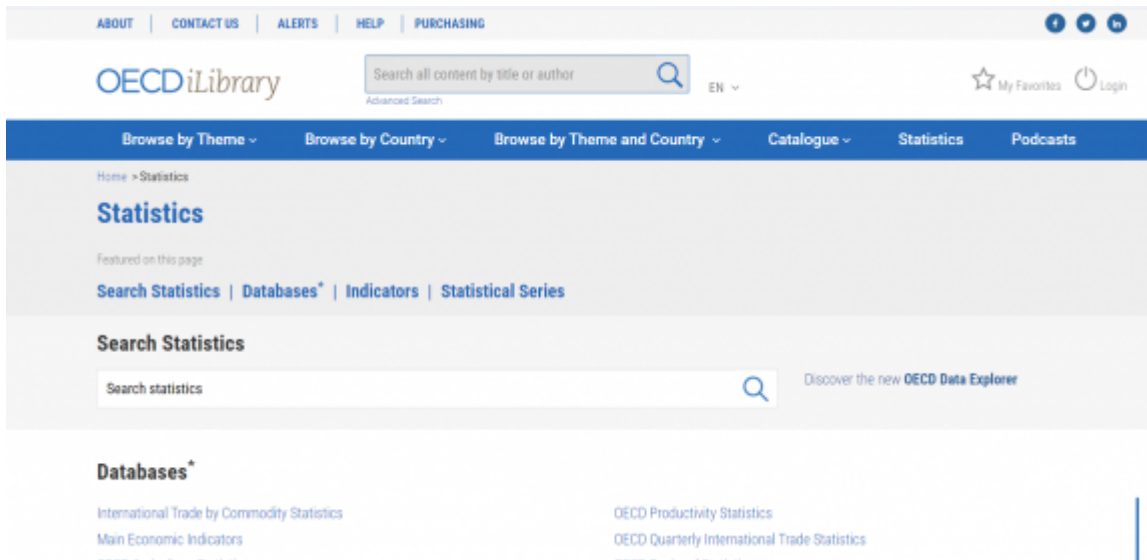 ABOUT | CONTACT US | ALERTS | HELP | PURCHASING
OECD iLibrary
Search all content by title or author
EN
My Favorites Login
Advanced Search
Browse by Theme Browse by Country Browse by Theme and Country Catalogue Statistics Podcasts
Home > Statistics
Statistics
Featured on this page
Search Statistics | Databases* | Indicators | Statistical Series
Search Statistics
Search statistics
Discover the new OECD Data Explorer
Databases*
International Trade by Commodity Statistics
OECD Productivity Statistics
Main Economic Indicators
OECD Quarterly International Trade Statistics